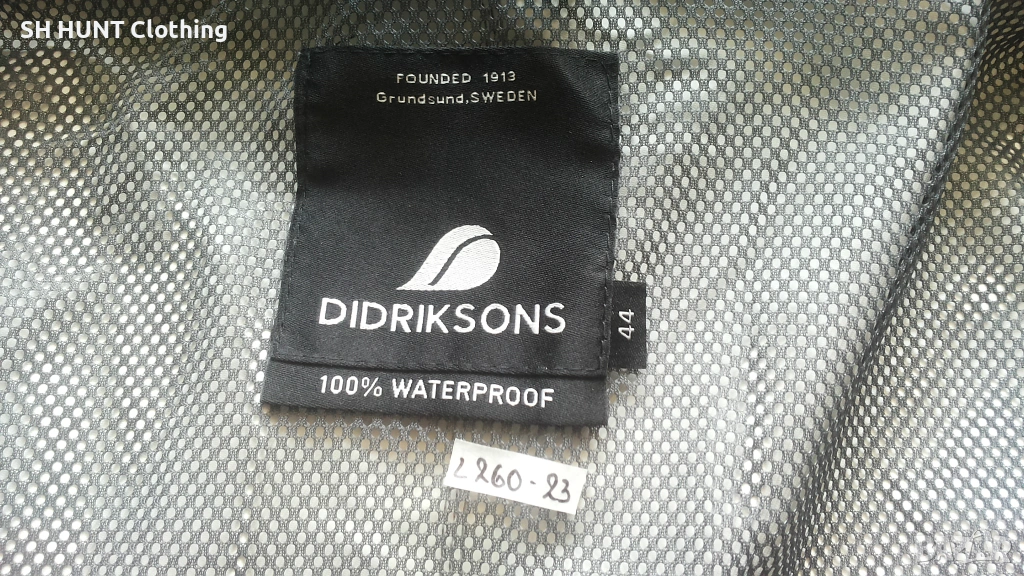 SH HUNT Clothing
FOUNDED 1913
Grundsund, SWEDEN
DIDRIKSONS
44
100% WATERPROOF
2260-23